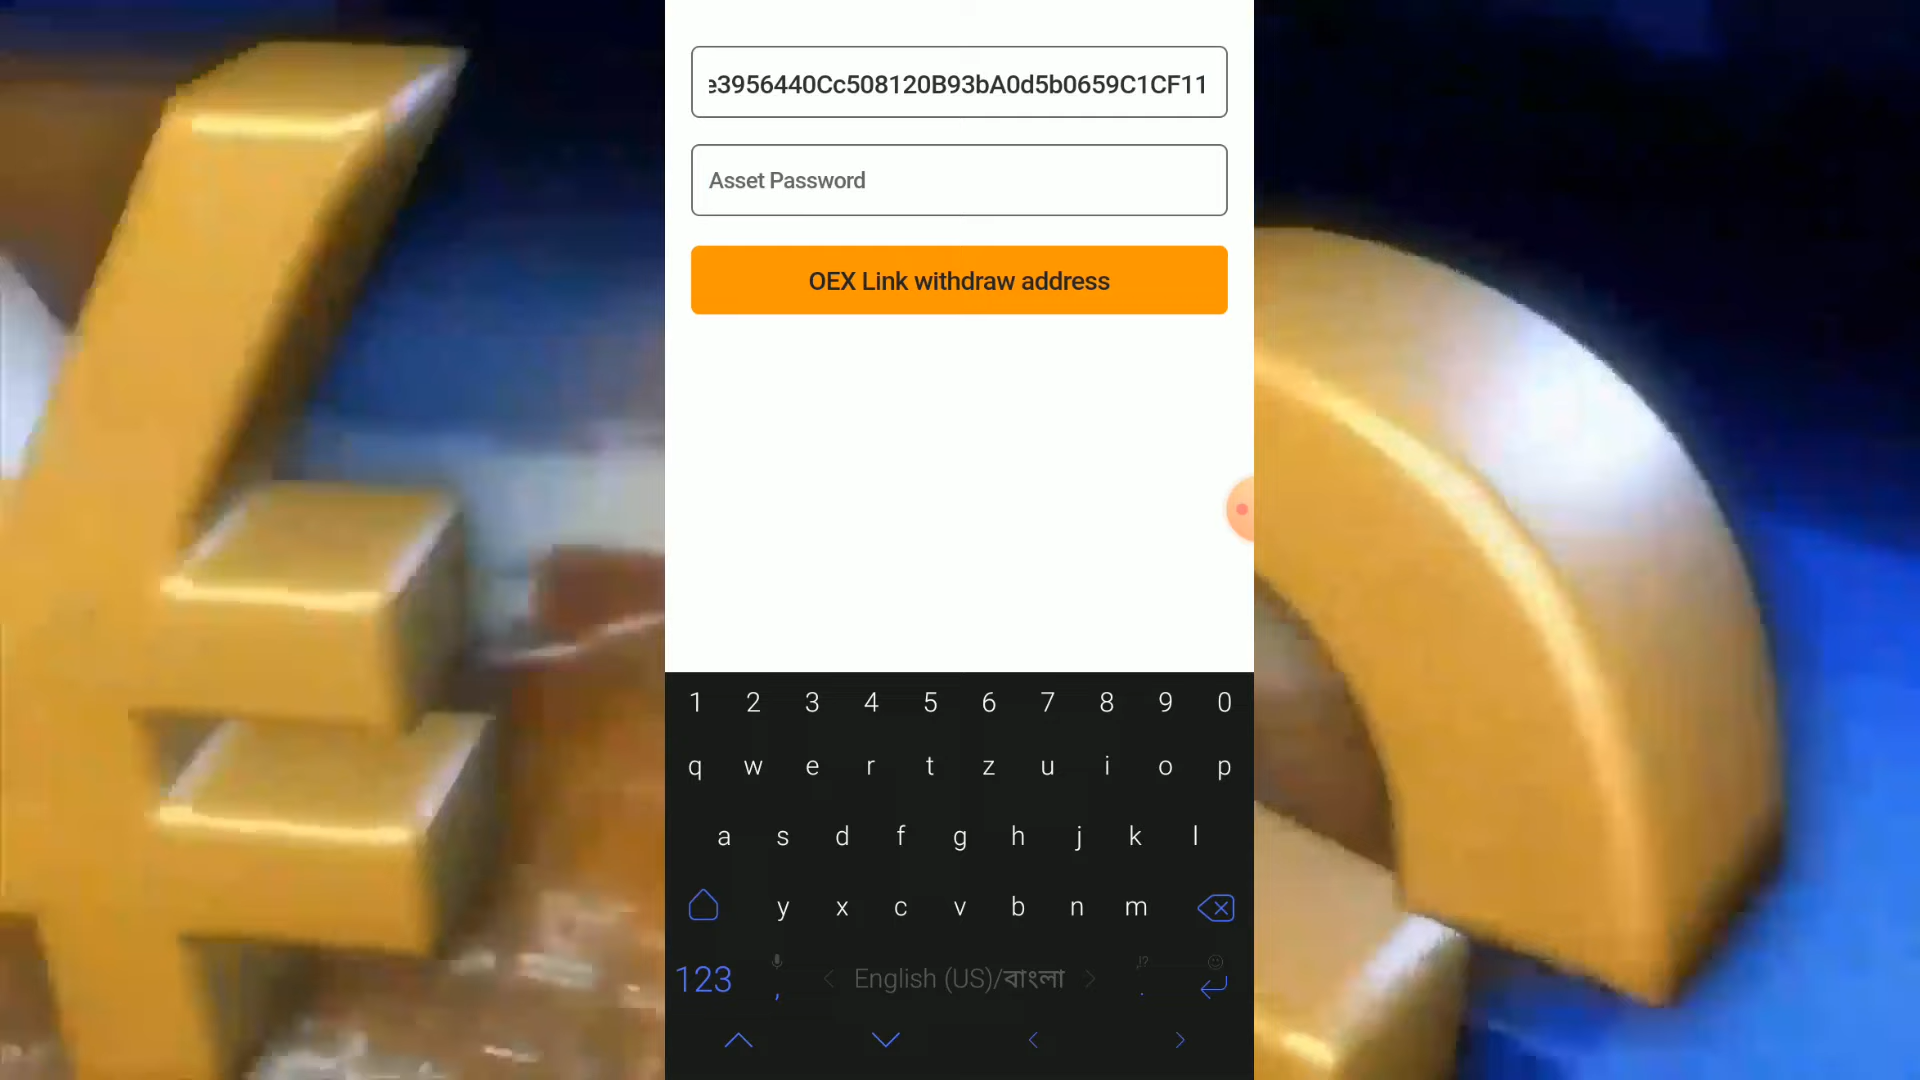 e3956440Cc508120B93bA0d5b0659C1CF11
Asset Password
OEX Link withdraw address
1 2 3 4 5 6 7 8 9 0
q w e r t z u i o p
a s d f g h j k l
y x c v b n m
123 , English (US)/বাংলা ,!? .